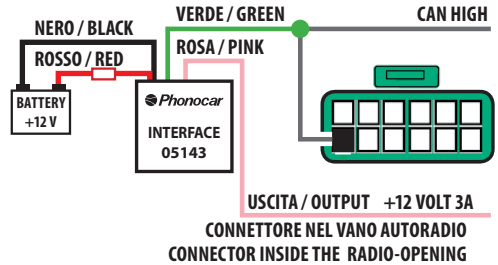 VERDE / GREEN
CAN HIGH
NERO / BLACK
ROSA / PINK
ROSSO / RED
BATTERY
+12 V
Phonocar
INTERFACE
05143
USCITA / OUTPUT +12 VOLT 3A
CONNETTORE NEL VANO AUTORADIO
CONNECTOR INSIDE THE RADIO-OPENING